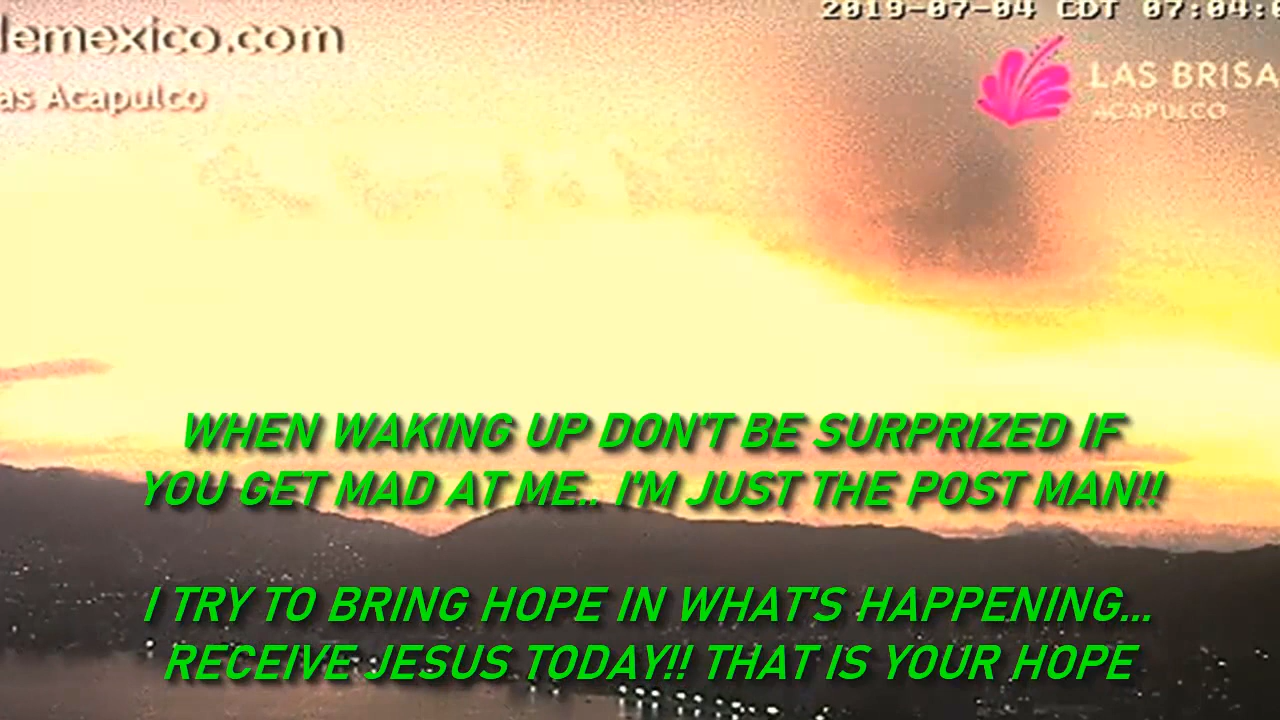 2019-07-04 CDT 07:04:
lemexico.com
as Acapulco
LAS BRISA
ACAPULCO
WHEN WAKING UP DON'T BE SURPRIZED IF
YOU GET MAD AT ME.. I'M JUST THE POST MAN!!
I TRY TO BRING HOPE IN WHAT'S HAPPENING...
RECEIVE JESUS TODAY!! THAT IS YOUR HOPE